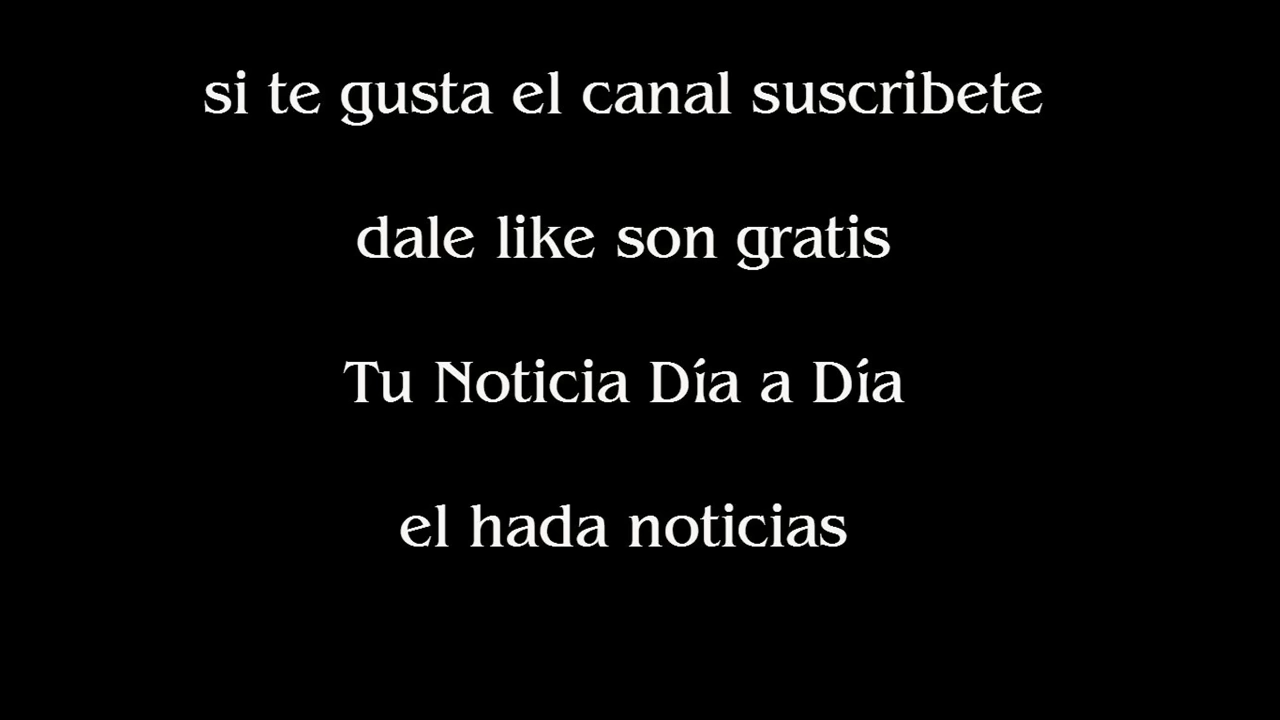 si te gusta el canal suscribete
dale like son gratis
Tu Noticia Día a Día
el hada noticias